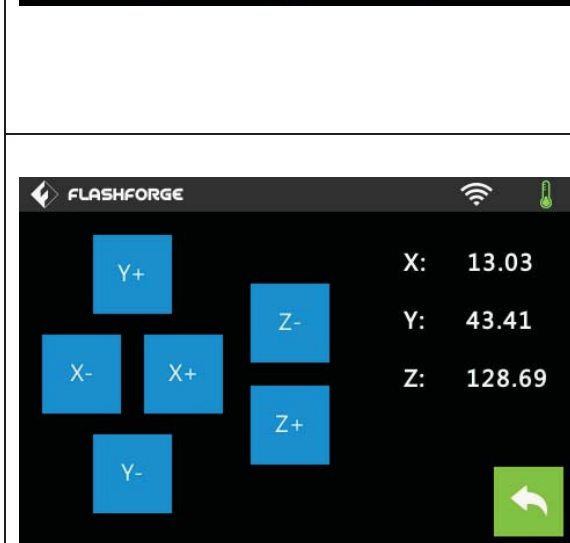 FLASHFORGE
Y+
X-
X+
Y-
Z-
Z+
X: 13.03
Y: 43.41
Z: 128.69